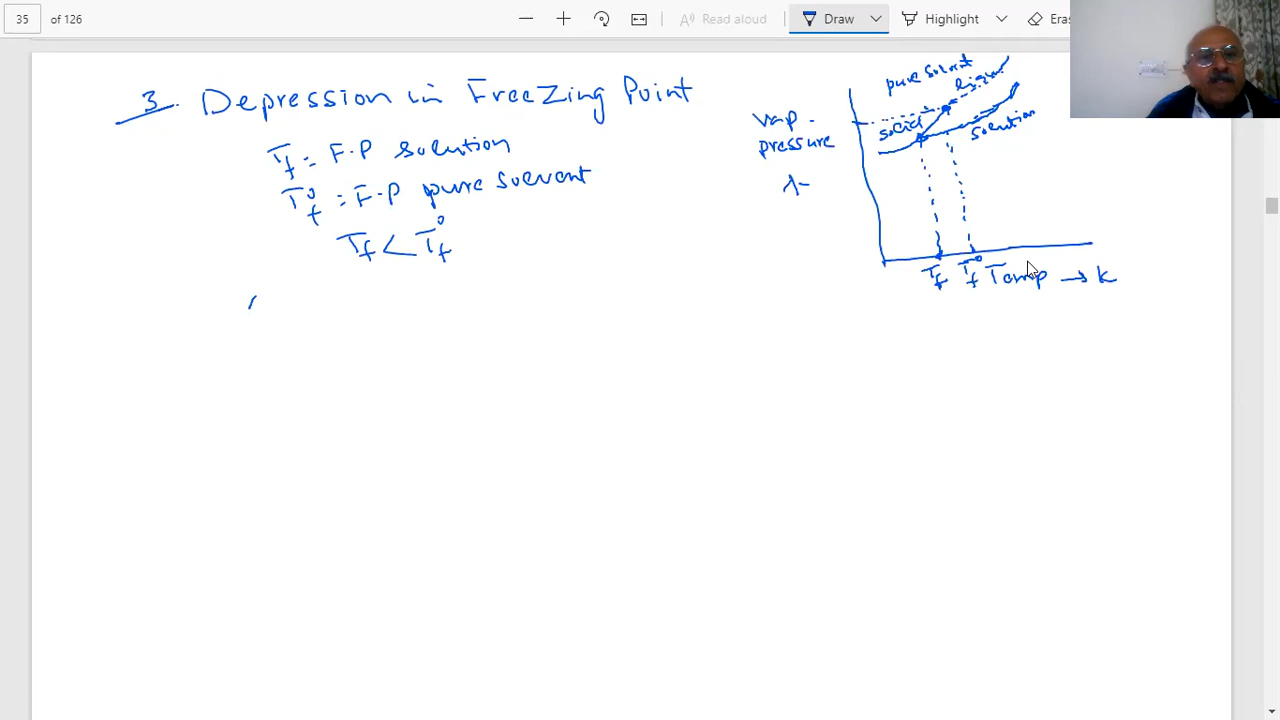 35 of 126
Read aloud
Draw
Highlight
Eras
3. Depression in FreeZing Point
Tf = F.P solution
T°f = F.P pure solvent
Tf < T°f
vap. pressure
pure solvent
solid
solution
Tf T°f Temp → k